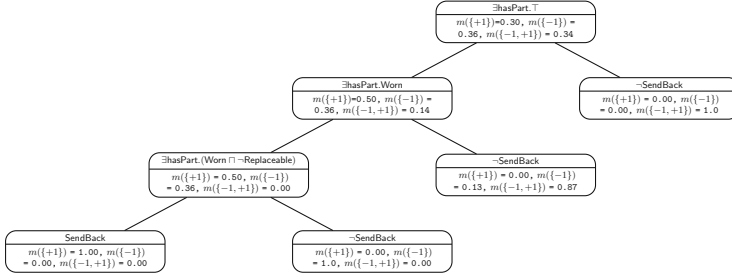 ∃hasPart.⊤
m({+1})=0.30, m({−1}) =
0.36, m({−1,+1}) = 0.34
∃hasPart.Worn
m({+1})=0.50, m({−1}) =
0.36, m({−1,+1}) = 0.14
¬SendBack
m({+1}) = 0.00, m({−1})
= 0.00, m({−1,+1}) = 1.0
∃hasPart.(Worn ⊓ ¬Replaceable)
m({+1}) = 0.50, m({−1})
= 0.36, m({−1,+1}) = 0.00
¬SendBack
m({+1}) = 0.00, m({−1})
= 0.13, m({−1,+1}) = 0.87
SendBack
m({+1}) = 1.00, m({−1})
= 0.00, m({−1,+1}) = 0.00
¬SendBack
m({+1}) = 0.00, m({−1})
= 1.0, m({−1,+1}) = 0.00